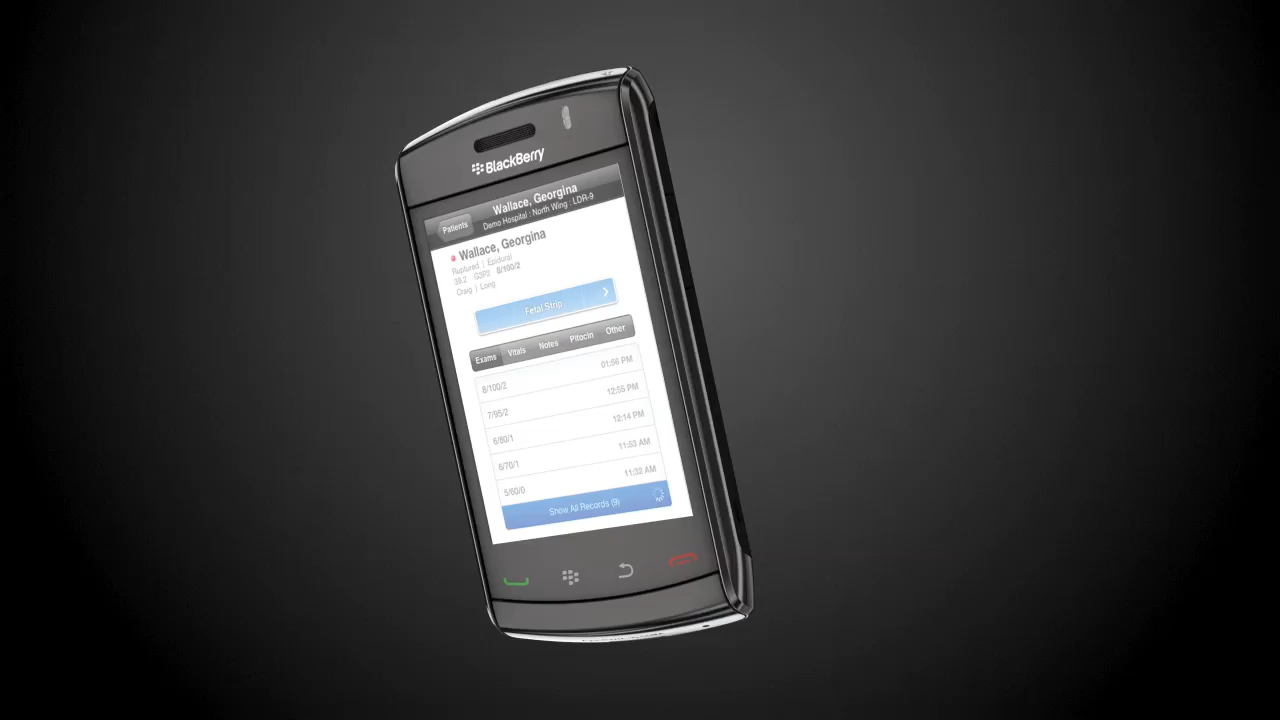 BlackBerry
Wallace, Georgina
Patients
Demo Hospital : North Wing : LDR-9
Wallace, Georgina
Ruptured | Epidural
39.2 G3P2 8/100/2
Craig | Long
Fetal Strip
Exams Vitals Notes Pitocin Other
8/100/2 01:56 PM
7/95/2 12:55 PM
6/80/1 12:14 PM
6/70/1 11:53 AM
5/60/0 11:32 AM
Show All Records (9)